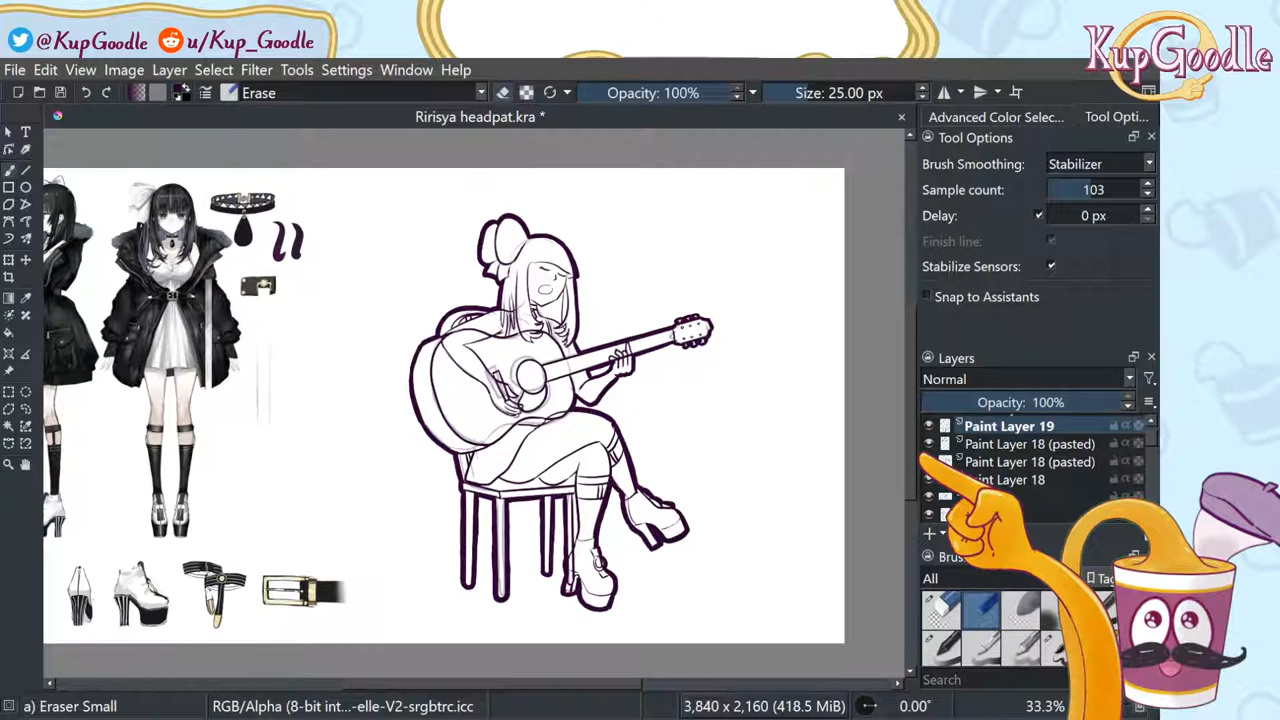 @KupGoodle u/Kup_Goodle
KupGoodle
File Edit View Image Layer Select Filter Tools Settings Window Help
Erase Opacity: 100% Size: 25.00 px
Ririsya headpat.kra *
Advanced Color Selec... Tool Opti...
Tool Options
Brush Smoothing: Stabilizer
Sample count: 103
Delay: 0 px
Finish line:
Stabilize Sensors:
Snap to Assistants
Layers
Normal
Opacity: 100%
Paint Layer 19
Paint Layer 18 (pasted)
Paint Layer 18 (pasted)
Layer 18
All
Search
a) Eraser Small RGB/Alpha (8-bit int...-elle-V2-srgbtrc.icc 3,840 x 2,160 (418.5 MiB) 0.00° 33.3%